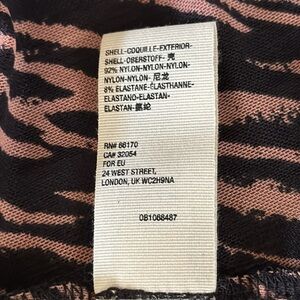 SHELL-COQUILLE-EXTERIOR-
SHELL-OBERSTOFF- 壳
92% NYLON-NYLON-NYLON-
NYLON-NYLON- 尼龙
8% ELASTANE-ÉLASTHANNE-
ELASTANO-ELASTAN-
ELASTAN-氨纶
RN# 66170
CA# 32054
FOR EU
24 WEST STREET,
LONDON, UK WC2H9NA
0B1068487